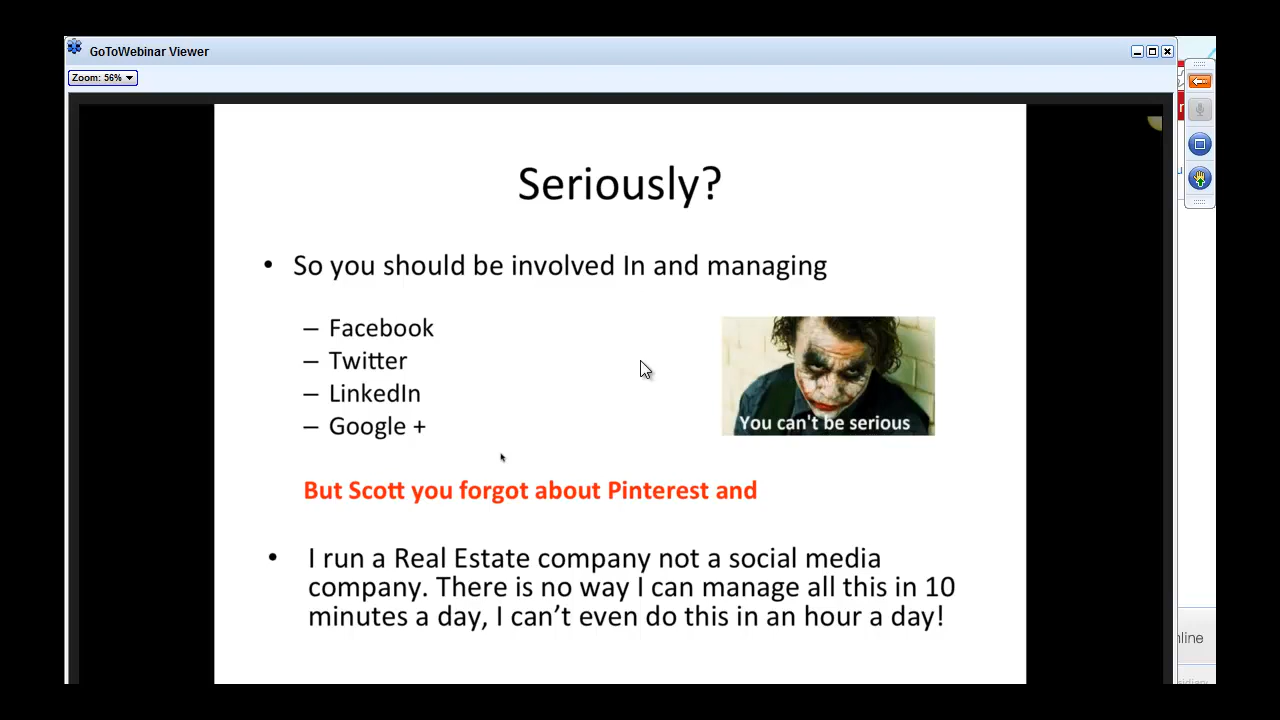 GoToWebinar Viewer
Zoom: 56%
Seriously?
• So you should be involved In and managing
– Facebook
– Twitter
– LinkedIn
– Google +
You can't be serious
But Scott you forgot about Pinterest and
• I run a Real Estate company not a social media
company. There is no way I can manage all this in 10
minutes a day, I can’t even do this in an hour a day!
nline